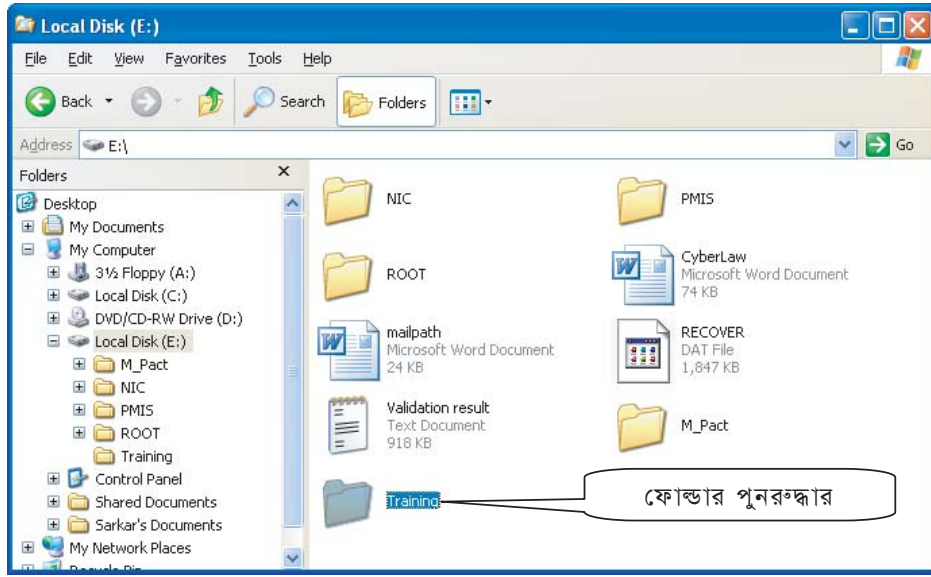 Local Disk (E:)
File Edit View Favorites Tools Help
Back Search Folders
Address E:\ Go
Folders
Desktop
My Documents
My Computer
3½ Floppy (A:)
Local Disk (C:)
DVD/CD-RW Drive (D:)
Local Disk (E:)
M_Pact
NIC
PMIS
ROOT
Training
Control Panel
Shared Documents
Sarkar's Documents
My Network Places
Recycle Bin
NIC
PMIS
ROOT
CyberLaw
Microsoft Word Document
74 KB
mailpath
Microsoft Word Document
24 KB
RECOVER
DAT File
1,847 KB
Validation result
Text Document
918 KB
M_Pact
Training
ফোল্ডার পুনরুদ্ধার